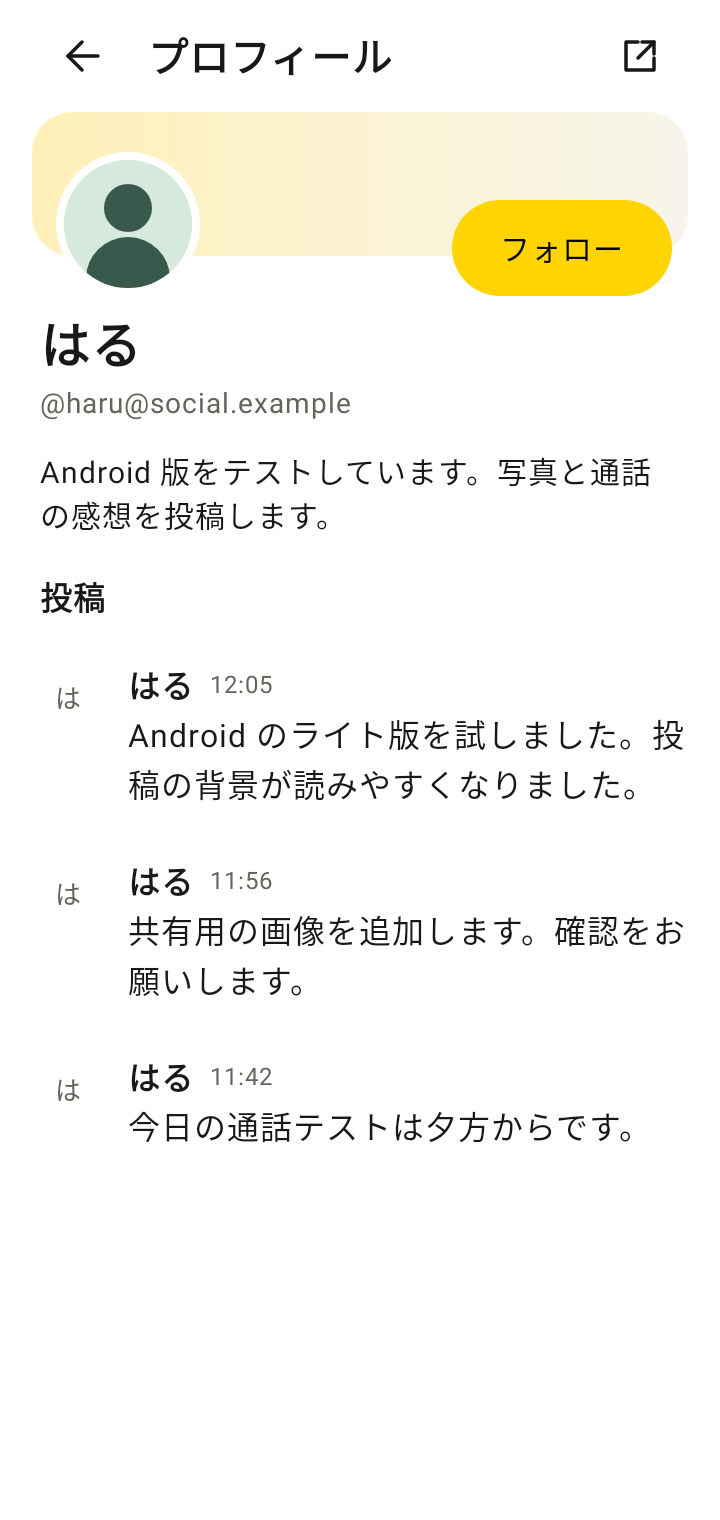 プロフィール
フォロー
はる
@haru@social.example
Android 版をテストしています。写真と通話
の感想を投稿します。
投稿
は
はる 12:05
Android のライト版を試しました。投
稿の背景が読みやすくなりました。
は
はる 11:56
共有用の画像を追加します。確認をお
願いします。
は
はる 11:42
今日の通話テストは夕方からです。